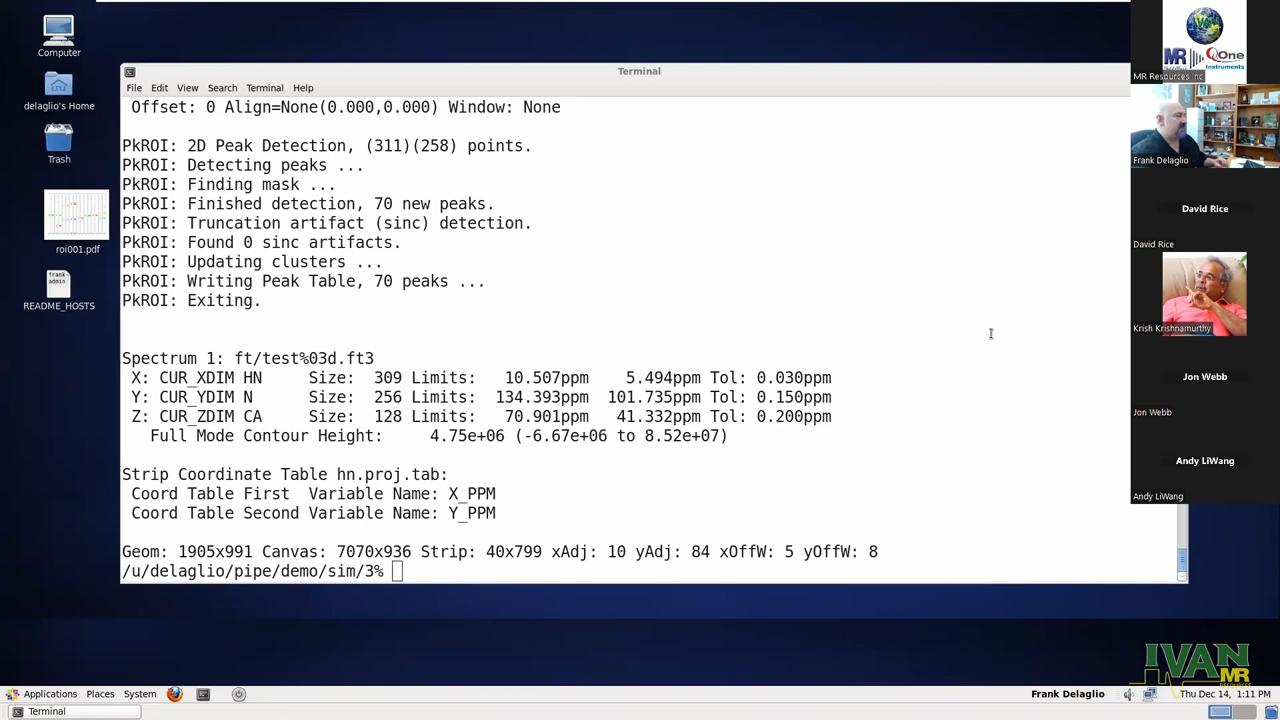 Computer
delaglio's Home
Trash
roi001.pdf
frank-
admin
README_HOSTS
Terminal
File Edit View Search Terminal Help
Offset: 0 Align=None(0.000,0.000) Window: None
PkROI: 2D Peak Detection, (311)(258) points.
PkROI: Detecting peaks ...
PkROI: Finding mask ...
PkROI: Finished detection, 70 new peaks.
PkROI: Truncation artifact (sinc) detection.
PkROI: Found 0 sinc artifacts.
PkROI: Updating clusters ...
PkROI: Writing Peak Table, 70 peaks ...
PkROI: Exiting.
Spectrum 1: ft/test%03d.ft3
X: CUR_XDIM HN Size: 309 Limits: 10.507ppm 5.494ppm Tol: 0.030ppm
Y: CUR_YDIM N Size: 256 Limits: 134.393ppm 101.735ppm Tol: 0.150ppm
Z: CUR_ZDIM CA Size: 128 Limits: 70.901ppm 41.332ppm Tol: 0.200ppm
Full Mode Contour Height: 4.75e+06 (-6.67e+06 to 8.52e+07)
Strip Coordinate Table hn.proj.tab:
Coord Table First Variable Name: X_PPM
Coord Table Second Variable Name: Y_PPM
Geom: 1905x991 Canvas: 7070x936 Strip: 40x799 xAdj: 10 yAdj: 84 xOffW: 5 yOffW: 8
/u/delaglio/pipe/demo/sim/3%
MR QOne
Instruments
MR Resources Inc
Frank Delaglio
David Rice
David Rice
Krish Krishnamurthy
Jon Webb
Jon Webb
Andy LiWang
Andy LiWang
IVAN
MR
RESOURCES
Applications Places System
Frank Delaglio
Thu Dec 14, 1:11 PM
Terminal